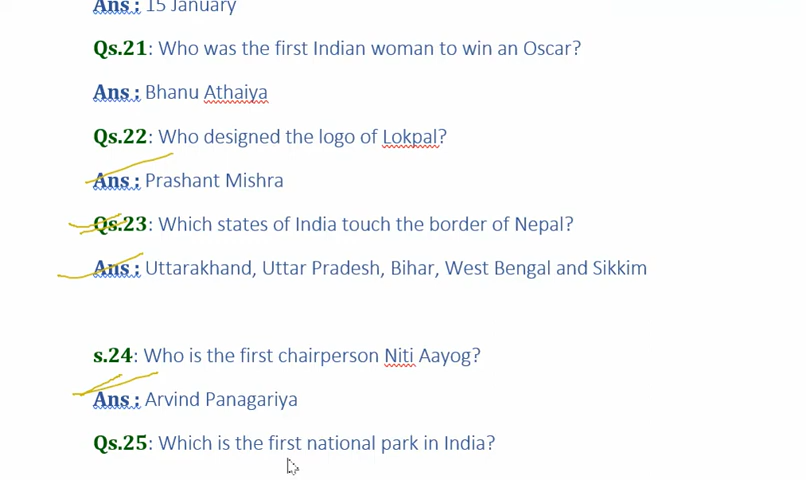 Ans : 15 January
Qs.21: Who was the first Indian woman to win an Oscar?
Ans : Bhanu Athaiya
Qs.22: Who designed the logo of Lokpal?
Ans : Prashant Mishra
Qs.23: Which states of India touch the border of Nepal?
Ans : Uttarakhand, Uttar Pradesh, Bihar, West Bengal and Sikkim
s.24: Who is the first chairperson Niti Aayog?
Ans : Arvind Panagariya
Qs.25: Which is the first national park in India?